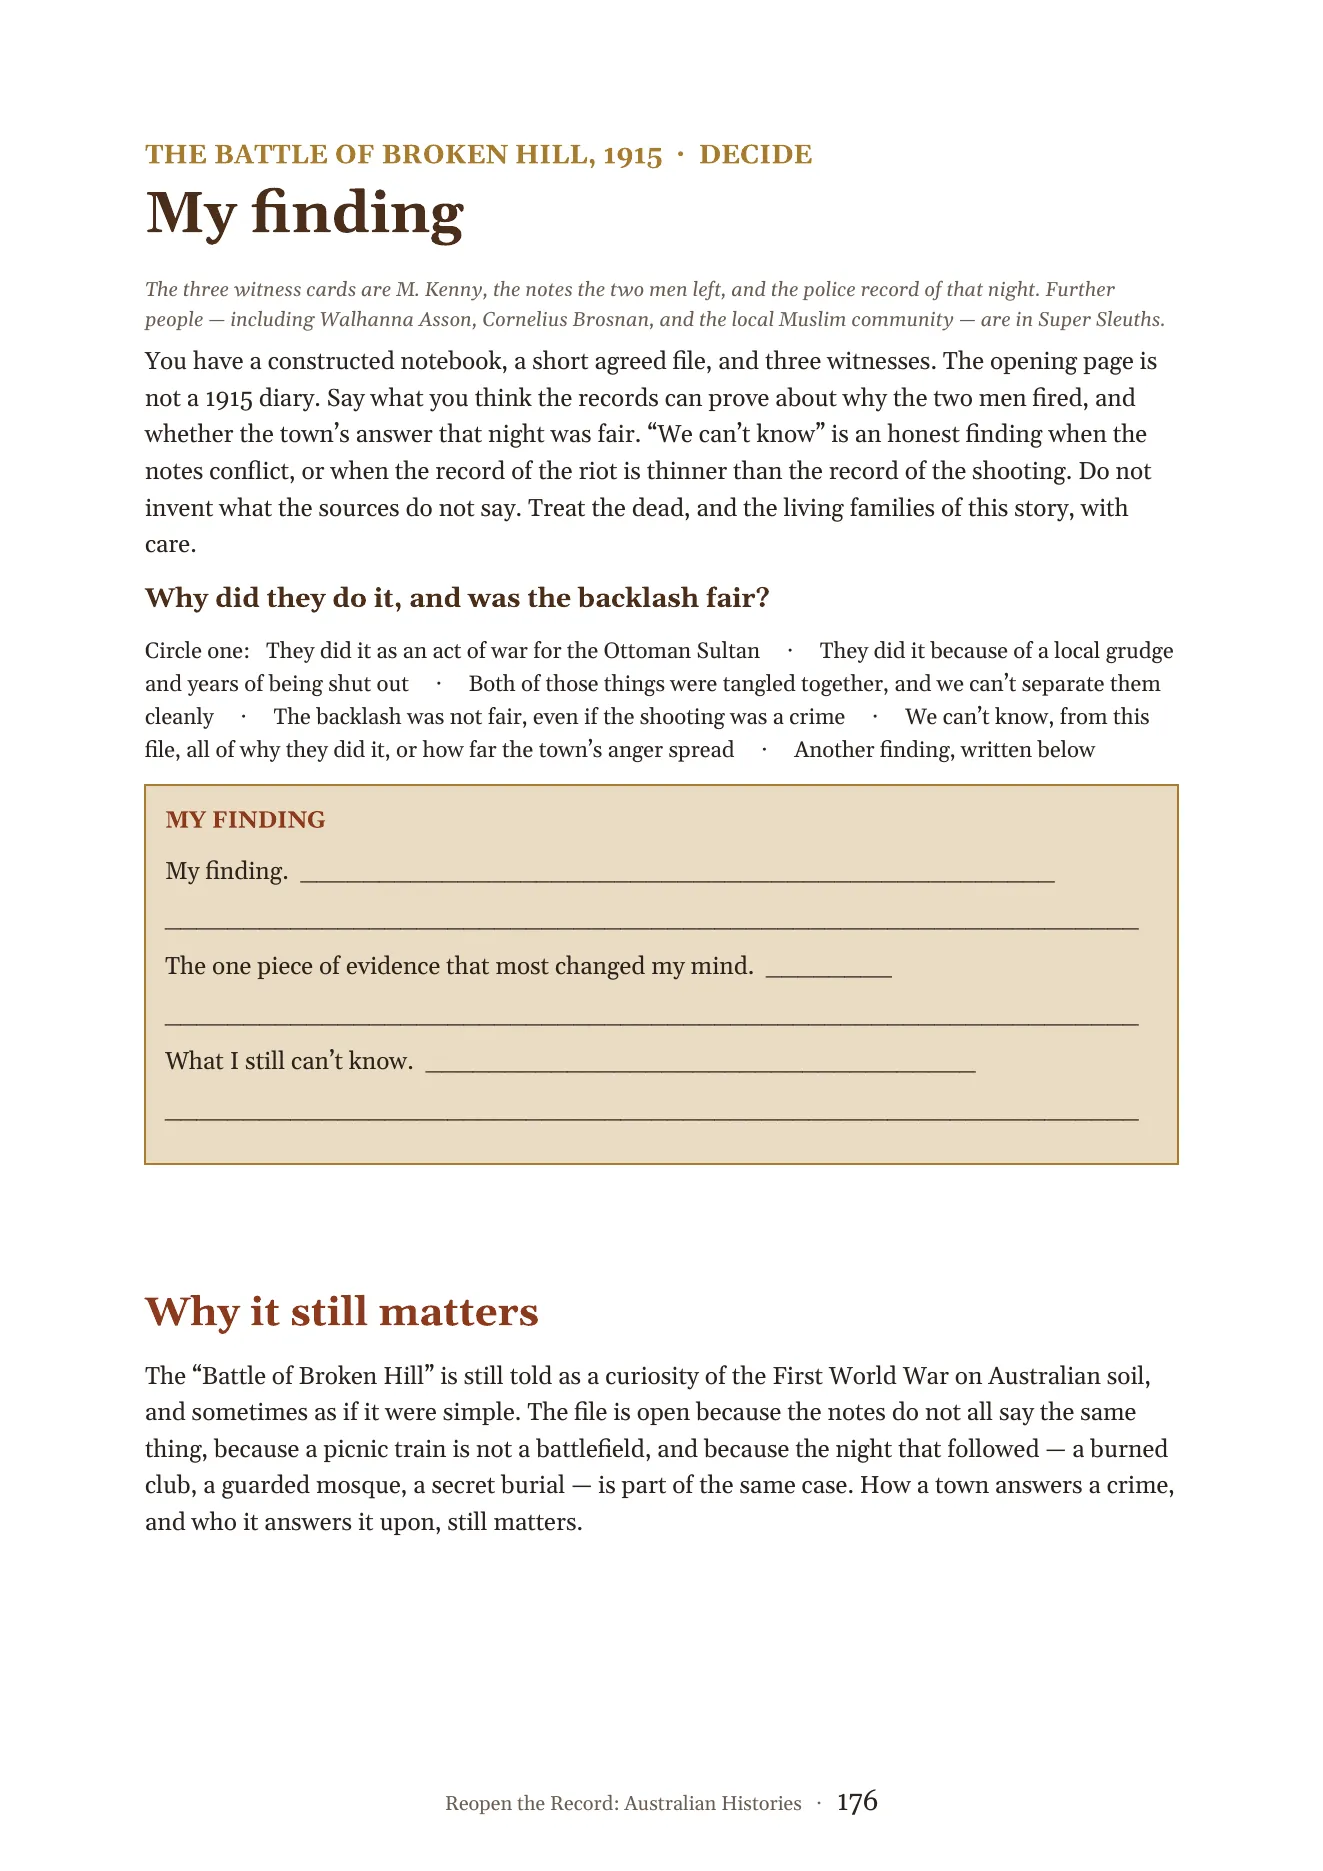 THE BATTLE OF BROKEN HILL, 1915 · DECIDE
My finding
The three witness cards are M. Kenny, the notes the two men left, and the police record of that night. Further
people — including Walhanna Asson, Cornelius Brosnan, and the local Muslim community — are in Super Sleuths.
You have a constructed notebook, a short agreed file, and three witnesses. The opening page is
not a 1915 diary. Say what you think the records can prove about why the two men fired, and
whether the town’s answer that night was fair. “We can’t know” is an honest finding when the
notes conflict, or when the record of the riot is thinner than the record of the shooting. Do not
invent what the sources do not say. Treat the dead, and the living families of this story, with
care.
Why did they do it, and was the backlash fair?
Circle one: They did it as an act of war for the Ottoman Sultan · They did it because of a local grudge
and years of being shut out · Both of those things were tangled together, and we can’t separate them
cleanly · The backlash was not fair, even if the shooting was a crime · We can’t know, from this
file, all of why they did it, or how far the town’s anger spread · Another finding, written below
MY FINDING
My finding. ________________________________________________
______________________________________________________________
The one piece of evidence that most changed my mind. ________
______________________________________________________________
What I still can’t know. ___________________________________
______________________________________________________________
Why it still matters
The “Battle of Broken Hill” is still told as a curiosity of the First World War on Australian soil,
and sometimes as if it were simple. The file is open because the notes do not all say the same
thing, because a picnic train is not a battlefield, and because the night that followed — a burned
club, a guarded mosque, a secret burial — is part of the same case. How a town answers a crime,
and who it answers it upon, still matters.
Reopen the Record: Australian Histories · 176